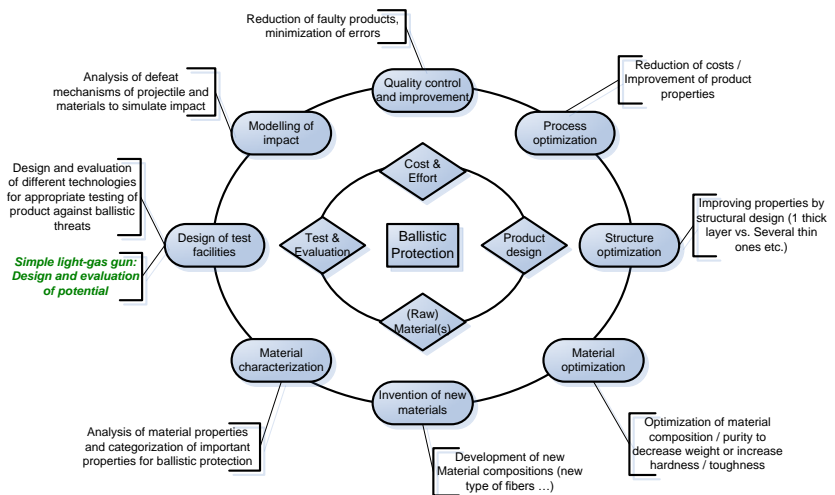 Reduction of faulty products,
minimization of errors
Analysis of defeat
mechanisms of projectile and
materials to simulate impact
Quality control
and improvement
Reduction of costs /
Improvement of product
properties
Modelling of
impact
Process
optimization
Cost &
Effort
Design and evaluation
of different technologies
for appropriate testing of
product against ballistic
threats
Design of test
facilities
Test &
Evaluation
Ballistic
Protection
Product
design
Structure
optimization
Improving properties by
structural design (1 thick
layer vs. Several thin
ones etc.)
Simple light-gas gun:
Design and evaluation
of potential
(Raw)
Material(s)
Material
characterization
Material
optimization
Invention of new
materials
Analysis of material properties
and categorization of important
properties for ballistic protection
Development of new
Material compositions (new
type of fibers ...)
Optimization of material
composition / purity to
decrease weight or increase
hardness / toughness